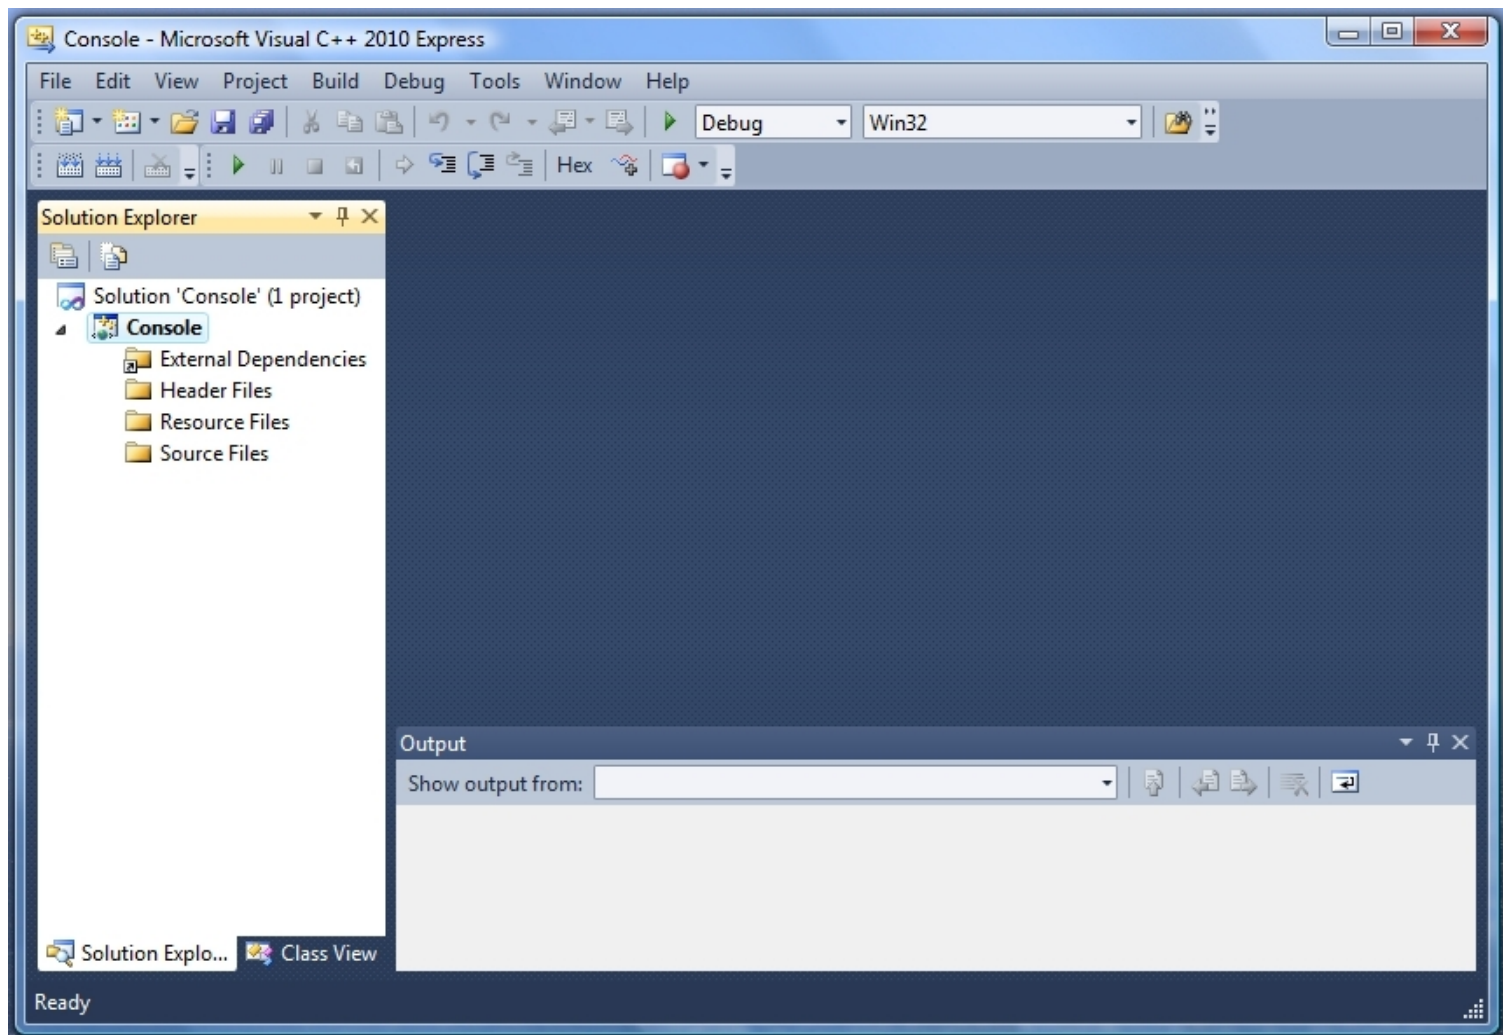 Console - Microsoft Visual C++ 2010 Express
File Edit View Project Build Debug Tools Window Help
Debug Win32
Hex
Solution Explorer
Solution 'Console' (1 project)
Console
External Dependencies
Header Files
Resource Files
Source Files
Output
Show output from:
Solution Explo... Class View
Ready